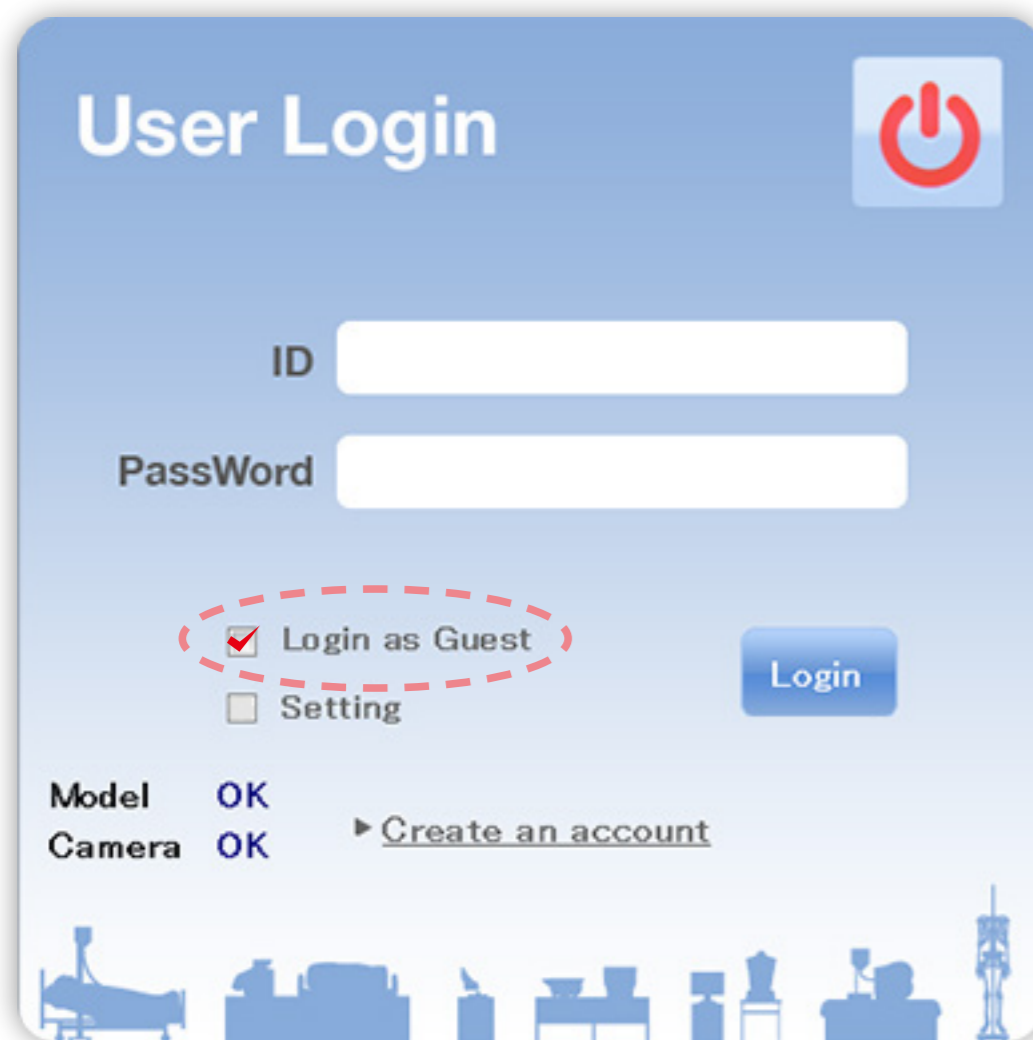 User Login
ID
PassWord
Login as Guest
Login
Setting
Model OK
Camera OK
Create an account